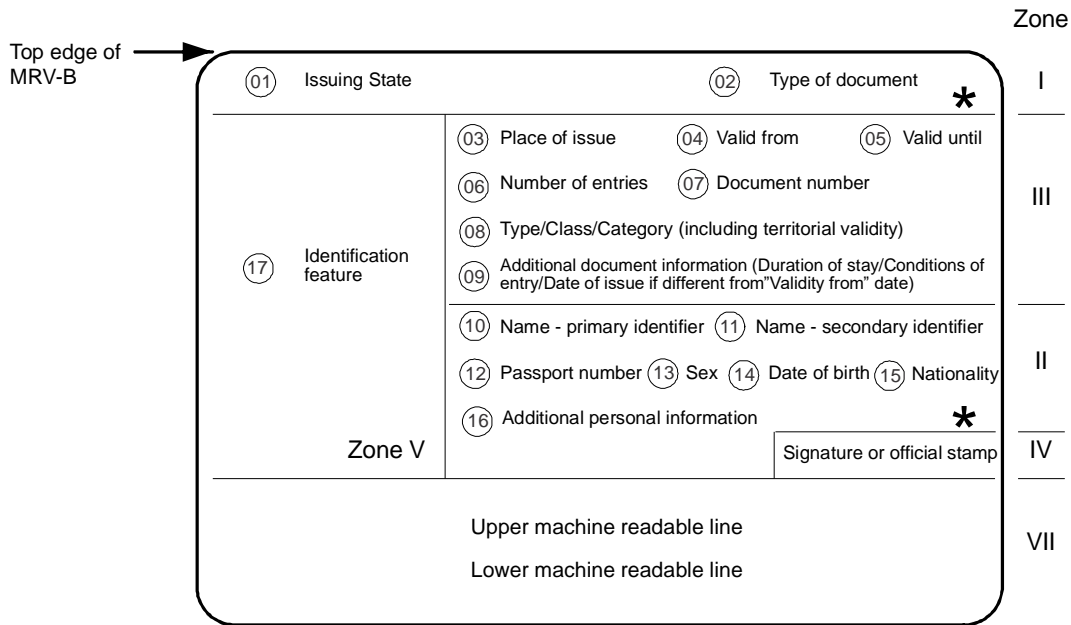 Zone
Top edge of
MRV-B
01 Issuing State 02 Type of document * I
03 Place of issue 04 Valid from 05 Valid until
06 Number of entries 07 Document number III
08 Type/Class/Category (including territorial validity)
17 Identification
feature
09 Additional document information (Duration of stay/Conditions of
entry/Date of issue if different from”Validity from” date)
10 Name - primary identifier 11 Name - secondary identifier
II
12 Passport number 13 Sex 14 Date of birth 15 Nationality
16 Additional personal information *
Zone V Signature or official stamp IV
Upper machine readable line
VII
Lower machine readable line